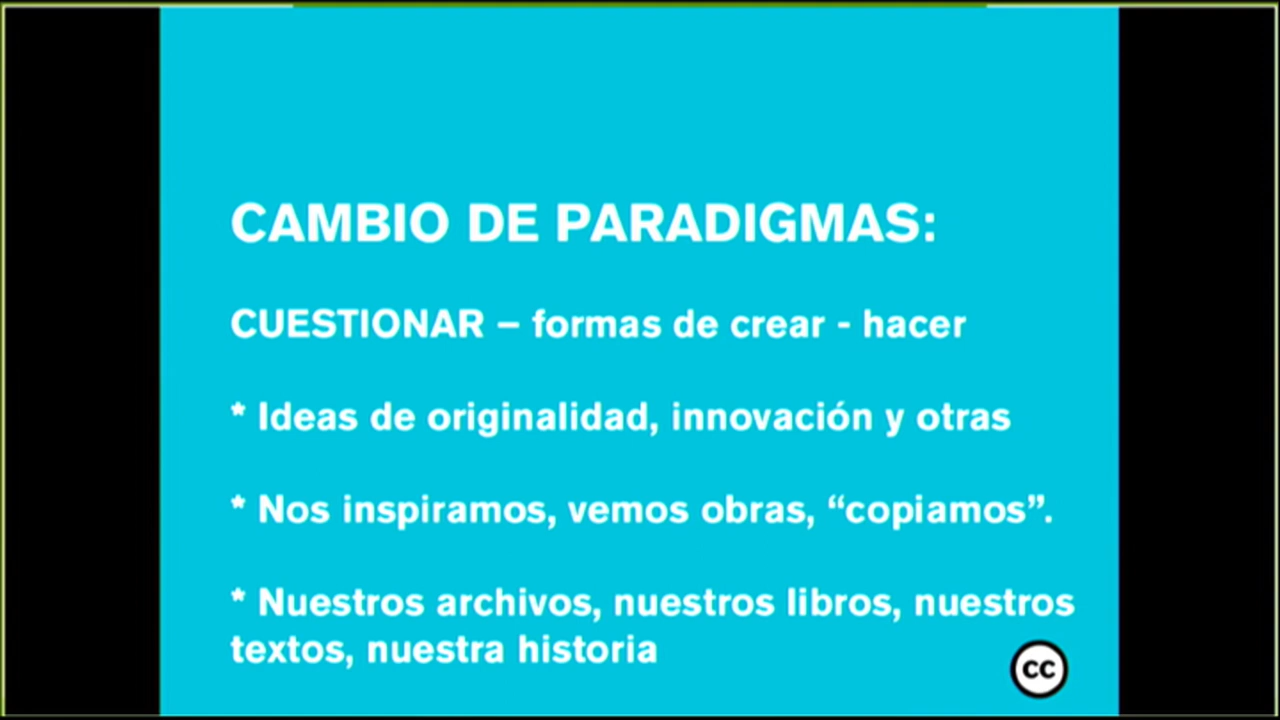 CAMBIO DE PARADIGMAS:
CUESTIONAR – formas de crear - hacer
* Ideas de originalidad, innovación y otras
* Nos inspiramos, vemos obras, “copiamos”.
* Nuestros archivos, nuestros libros, nuestros
textos, nuestra historia
cc